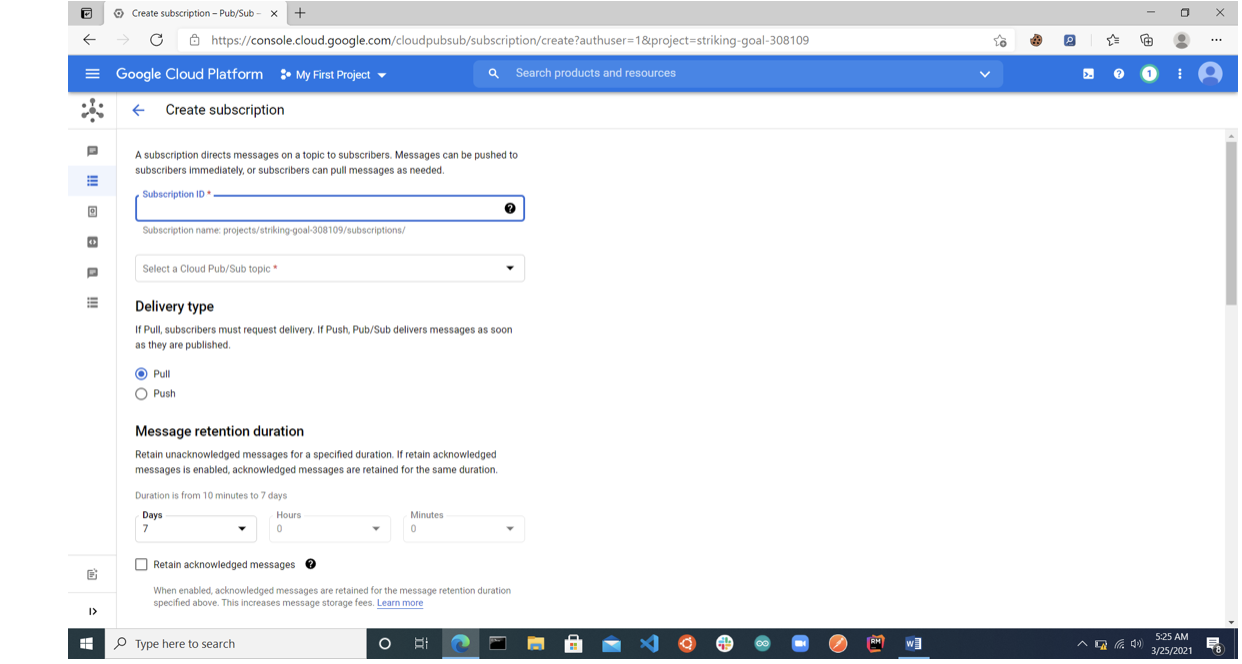 Create subscription – Pub/Sub –
https://console.cloud.google.com/cloudpubsub/subscription/create?authuser=1&project=striking-goal-308109
Google Cloud Platform
My First Project
Search products and resources
1
Create subscription
A subscription directs messages on a topic to subscribers. Messages can be pushed to
subscribers immediately, or subscribers can pull messages as needed.
Subscription ID *
Subscription name: projects/striking-goal-308109/subscriptions/
Select a Cloud Pub/Sub topic *
Delivery type
If Pull, subscribers must request delivery. If Push, Pub/Sub delivers messages as soon
as they are published.
Pull
Push
Message retention duration
Retain unacknowledged messages for a specified duration. If retain acknowledged
messages is enabled, acknowledged messages are retained for the same duration.
Duration is from 10 minutes to 7 days
Days
7
Hours
0
Minutes
0
Retain acknowledged messages
When enabled, acknowledged messages are retained for the message retention duration
specified above. This increases message storage fees. Learn more
Type here to search
RM
5:25 AM
3/25/2021
8